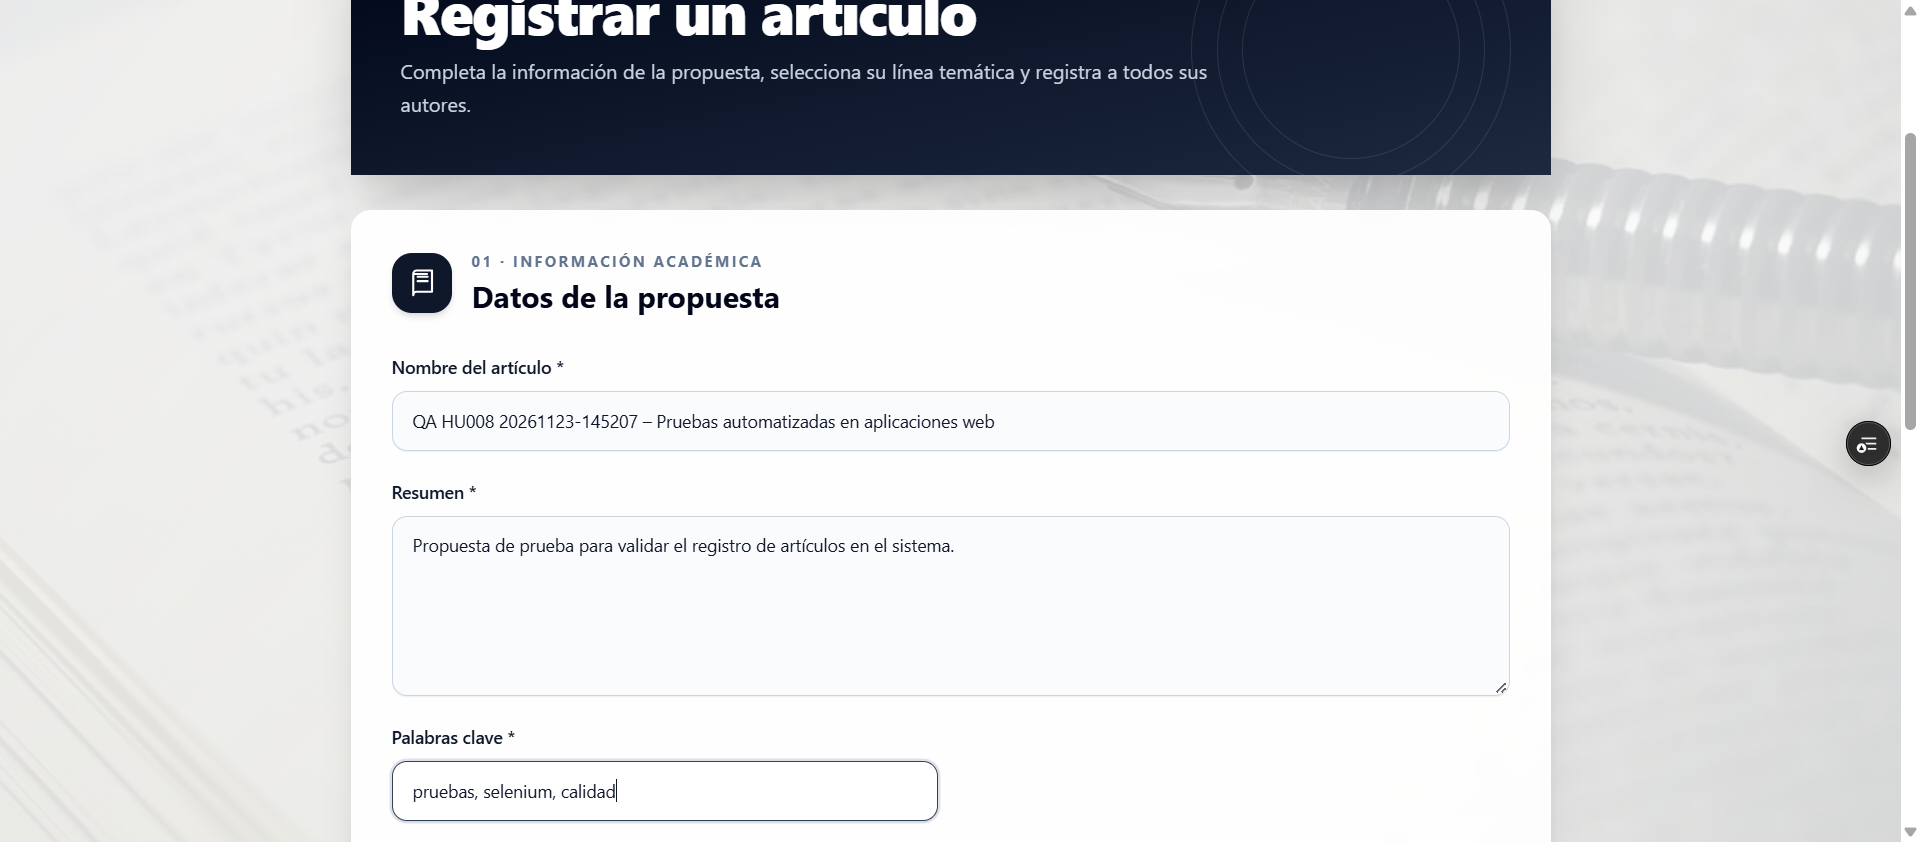 Registrar un artículo
Completa la información de la propuesta, selecciona su línea temática y registra a todos sus
autores.
01 · INFORMACIÓN ACADÉMICA
Datos de la propuesta
Nombre del artículo *
QA HU008 20261123-145207 – Pruebas automatizadas en aplicaciones web
Resumen *
Propuesta de prueba para validar el registro de artículos en el sistema.
Palabras clave *
pruebas, selenium, calidad